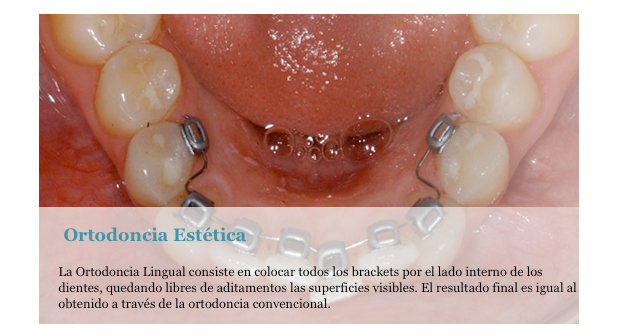 Ortodoncia Estética
La Ortodoncia Lingual consiste en colocar todos los brackets por el lado interno de los
dientes, quedando libres de aditamentos las superficies visibles. El resultado final es igual al
obtenido a través de la ortodoncia convencional.